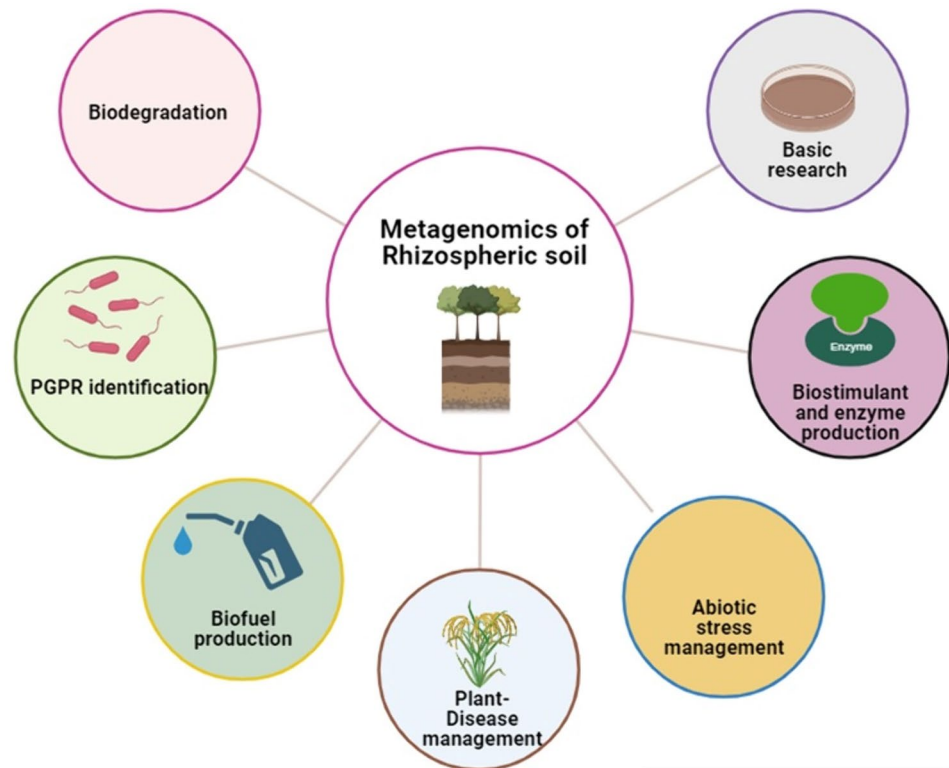 Biodegradation
Basic
research
Metagenomics of
Rhizospheric soil
PGPR identification
Enzyme
Biostimulant
and enzyme
production
Biofuel
production
Abiotic
stress
management
Plant-
Disease
management